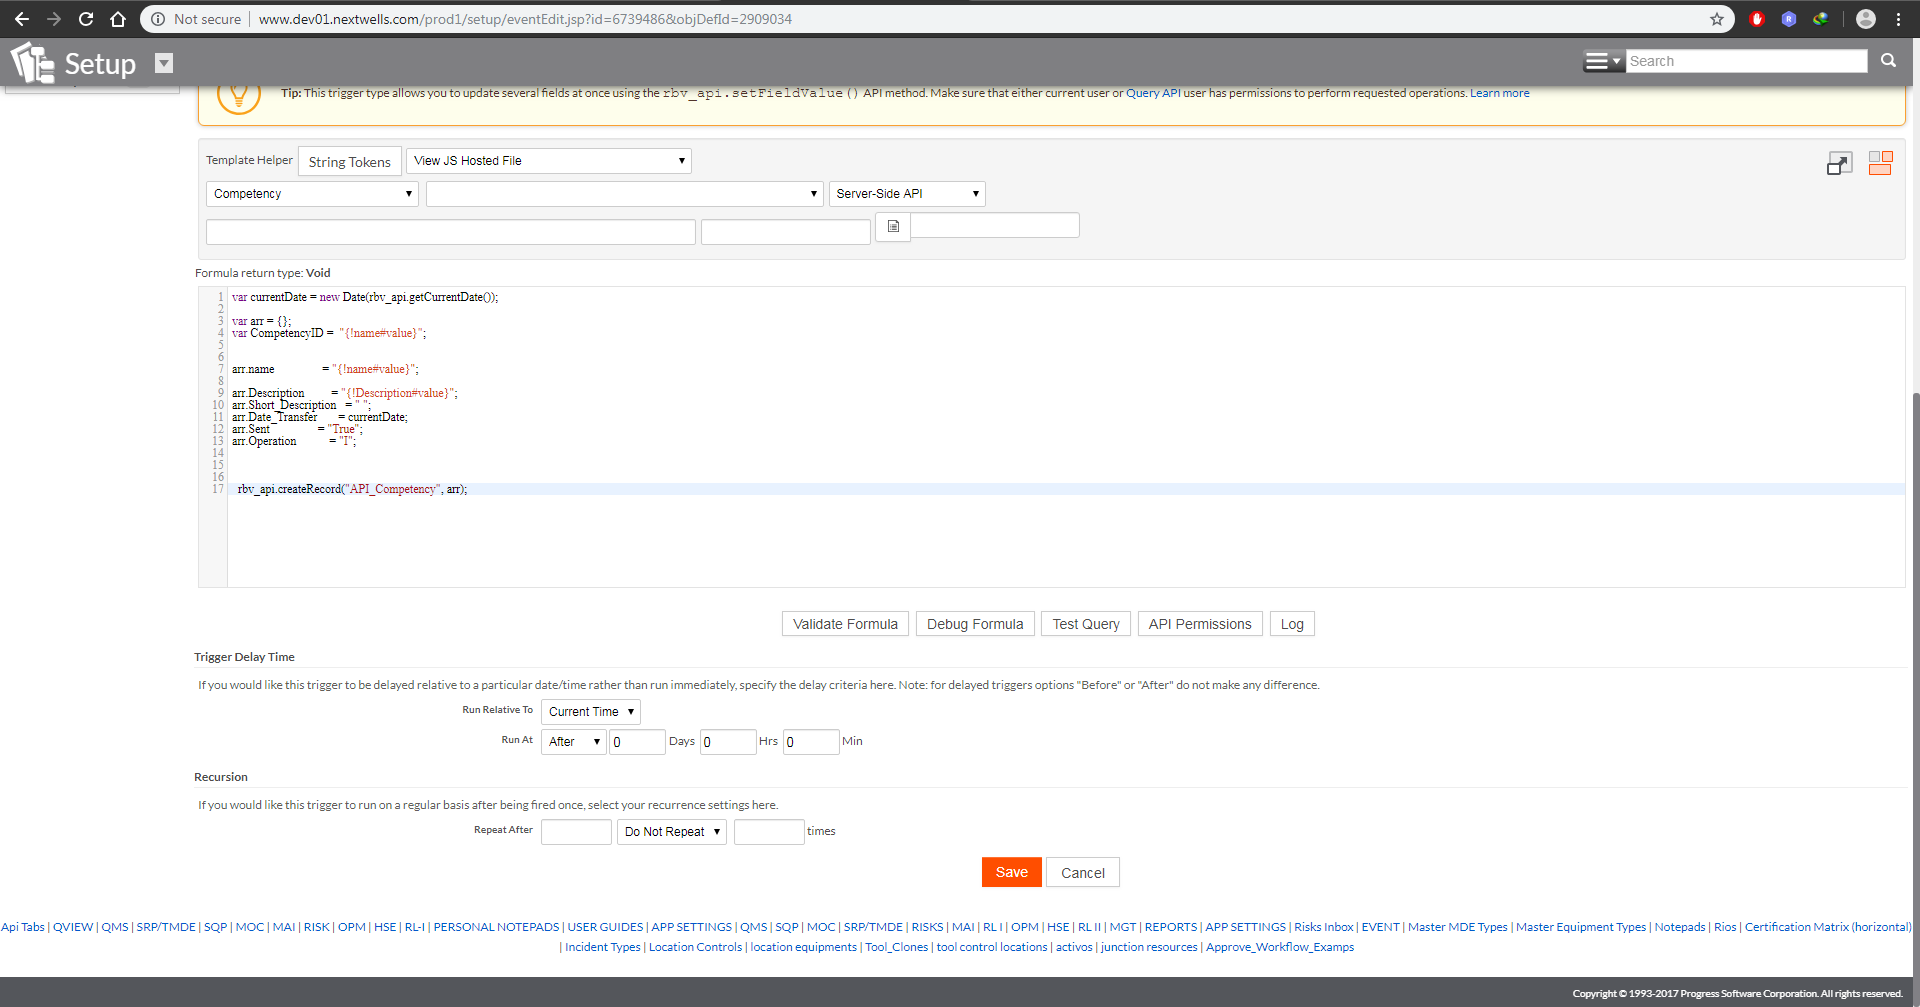 Not secure | www.dev01.nextwells.com/prod1/setup/eventEdit.jsp?id=6739486&objDefId=2909034
Setup
Search
Tip: This trigger type allows you to update several fields at once using the rbv_api.setFieldValue() API method. Make sure that either current user or Query API user has permissions to perform requested operations. Learn more
Template Helper String Tokens View JS Hosted File
Competency Server-Side API
Formula return type: Void
1 var currentDate = new Date(rbv_api.getCurrentDate());
2
3 var arr = {};
4 var CompetencyID = "{!name#value}";
5
6
7 arr.name = "{!name#value}";
8
9 arr.Description = "{!Description#value}";
10 arr.Short_Description = " ";
11 arr.Date_Transfer = currentDate;
12 arr.Sent = "True";
13 arr.Operation = "I";
14
15
16
17 rbv_api.createRecord("API_Competency", arr);
Validate Formula Debug Formula Test Query API Permissions Log
Trigger Delay Time
If you would like this trigger to be delayed relative to a particular date/time rather than run immediately, specify the delay criteria here. Note: for delayed triggers options "Before" or "After" do not make any difference.
Run Relative To Current Time
Run At After 0 Days 0 Hrs 0 Min
Recursion
If you would like this trigger to run on a regular basis after being fired once, select your recurrence settings here.
Repeat After Do Not Repeat times
Save Cancel
Api Tabs | QVIEW | QMS | SRP/TMDE | SQP | MOC | MAI | RISK | OPM | HSE | RL-I | PERSONAL NOTEPADS | USER GUIDES | APP SETTINGS | QMS | SQP | MOC | SRP/TMDE | RISKS | MAI | RL I | OPM | HSE | RL II | MGT | REPORTS | APP SETTINGS | Risks Inbox | EVENT | Master MDE Types | Master Equipment Types | Notepads | Rios | Certification Matrix (horizontal)
| Incident Types | Location Controls | location equipments | Tool_Clones | tool control locations | activos | junction resources | Approve_Workflow_Examps
Copyright © 1993-2017 Progress Software Corporation. All rights reserved.